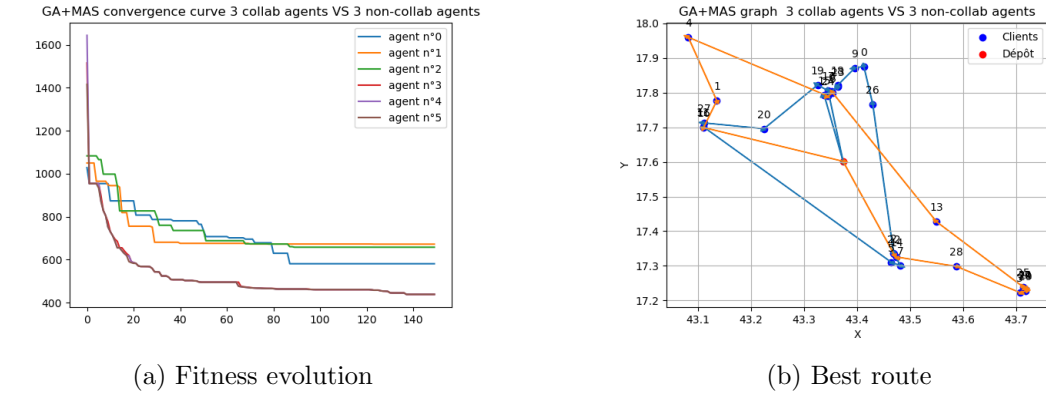 GA+MAS convergence curve 3 collab agents VS 3 non-collab agents
agent n°0
agent n°1
agent n°2
agent n°3
agent n°4
agent n°5
1600
1400
1200
1000
800
600
400
0
20
40
60
80
100
120
140
(a) Fitness evolution
GA+MAS graph 3 collab agents VS 3 non-collab agents
Clients
Dépôt
18.0
17.9
17.8
17.7
17.6
17.5
17.4
17.3
17.2
Y
4
1
20
19
9
0
26
13
28
7
43.1
43.2
43.3
43.4
43.5
43.6
43.7
X
(b) Best route